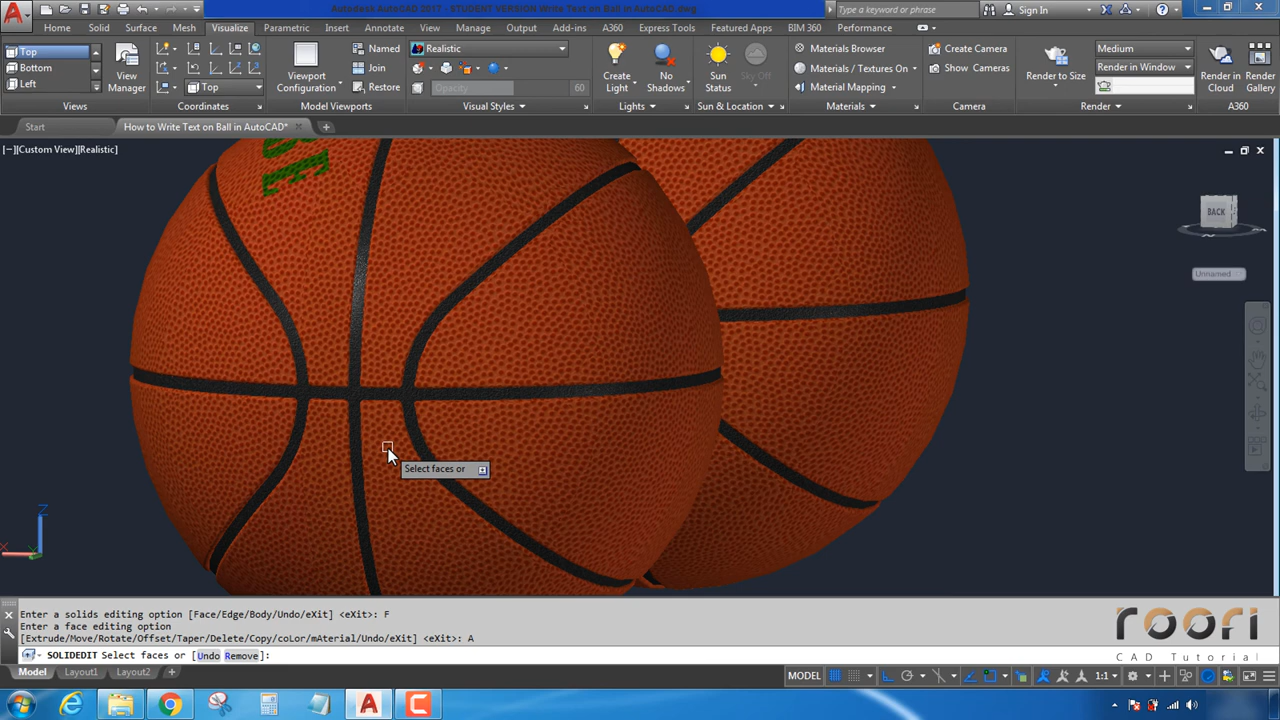 Autodesk AutoCAD 2017 - STUDENT VERSION Write Text on Ball in AutoCAD.dwg
Type a keyword or phrase
Sign In
Home Solid Surface Mesh Visualize Parametric Insert Annotate View Manage Output Add-ins A360 Express Tools Featured Apps BIM 360 Performance
Top
Bottom
Left
View Manager
Named
Join
Restore
Viewport Configuration
Top
Realistic
Opacity 60
Create Light
No Shadows
Sun Status
Sky Off
Materials Browser
Materials / Textures On
Material Mapping
Create Camera
Show Cameras
Render to Size
Medium
Render in Window
Render in Cloud
Render Gallery
Views Coordinates Model Viewports Visual Styles Lights Sun & Location Materials Camera Render A360
Start
How to Write Text on Ball in AutoCAD*
[−][Custom View][Realistic]
BACK
Unnamed
Select faces or
Z
X
Enter a solids editing option [Face/Edge/Body/Undo/eXit] <eXit>: F
Enter a face editing option
[Extrude/Move/Rotate/Offset/Taper/Delete/Copy/coLor/mAterial/Undo/eXit] <eXit>: A
SOLIDEDIT Select faces or [Undo Remove]:
roofi
CAD Tutorial
Model Layout1 Layout2
MODEL
1:1